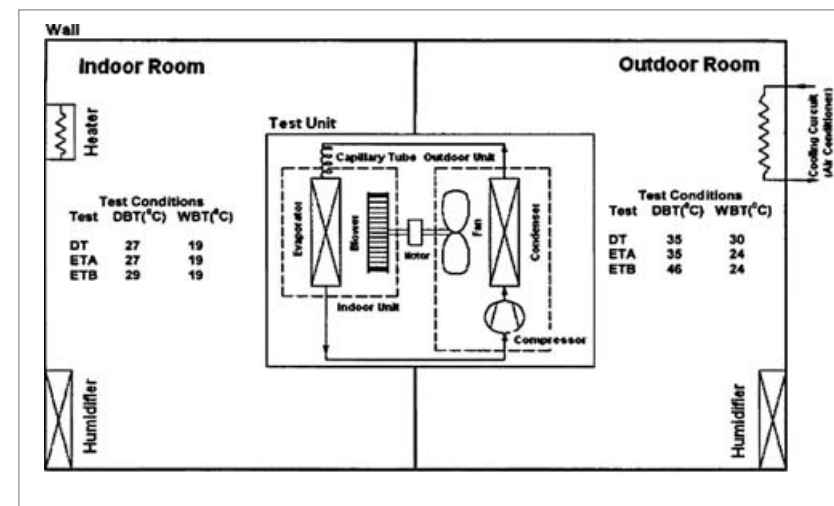 Wall
Indoor Room
Outdoor Room
Heater
Cooling Curcuit
(Air Conditioner)
Test Unit
Capillary Tube
Outdoor Unit
Evaporator
Blower
Motor
Fan
Condenser
Indoor Unit
Compressor
Test Conditions
Test DBT(°C) WBT(°C)
DT 27 19
ETA 27 19
ETB 29 19
Test Conditions
Test DBT(°C) WBT(°C)
DT 35 30
ETA 35 24
ETB 46 24
Humidifier
Humidifier